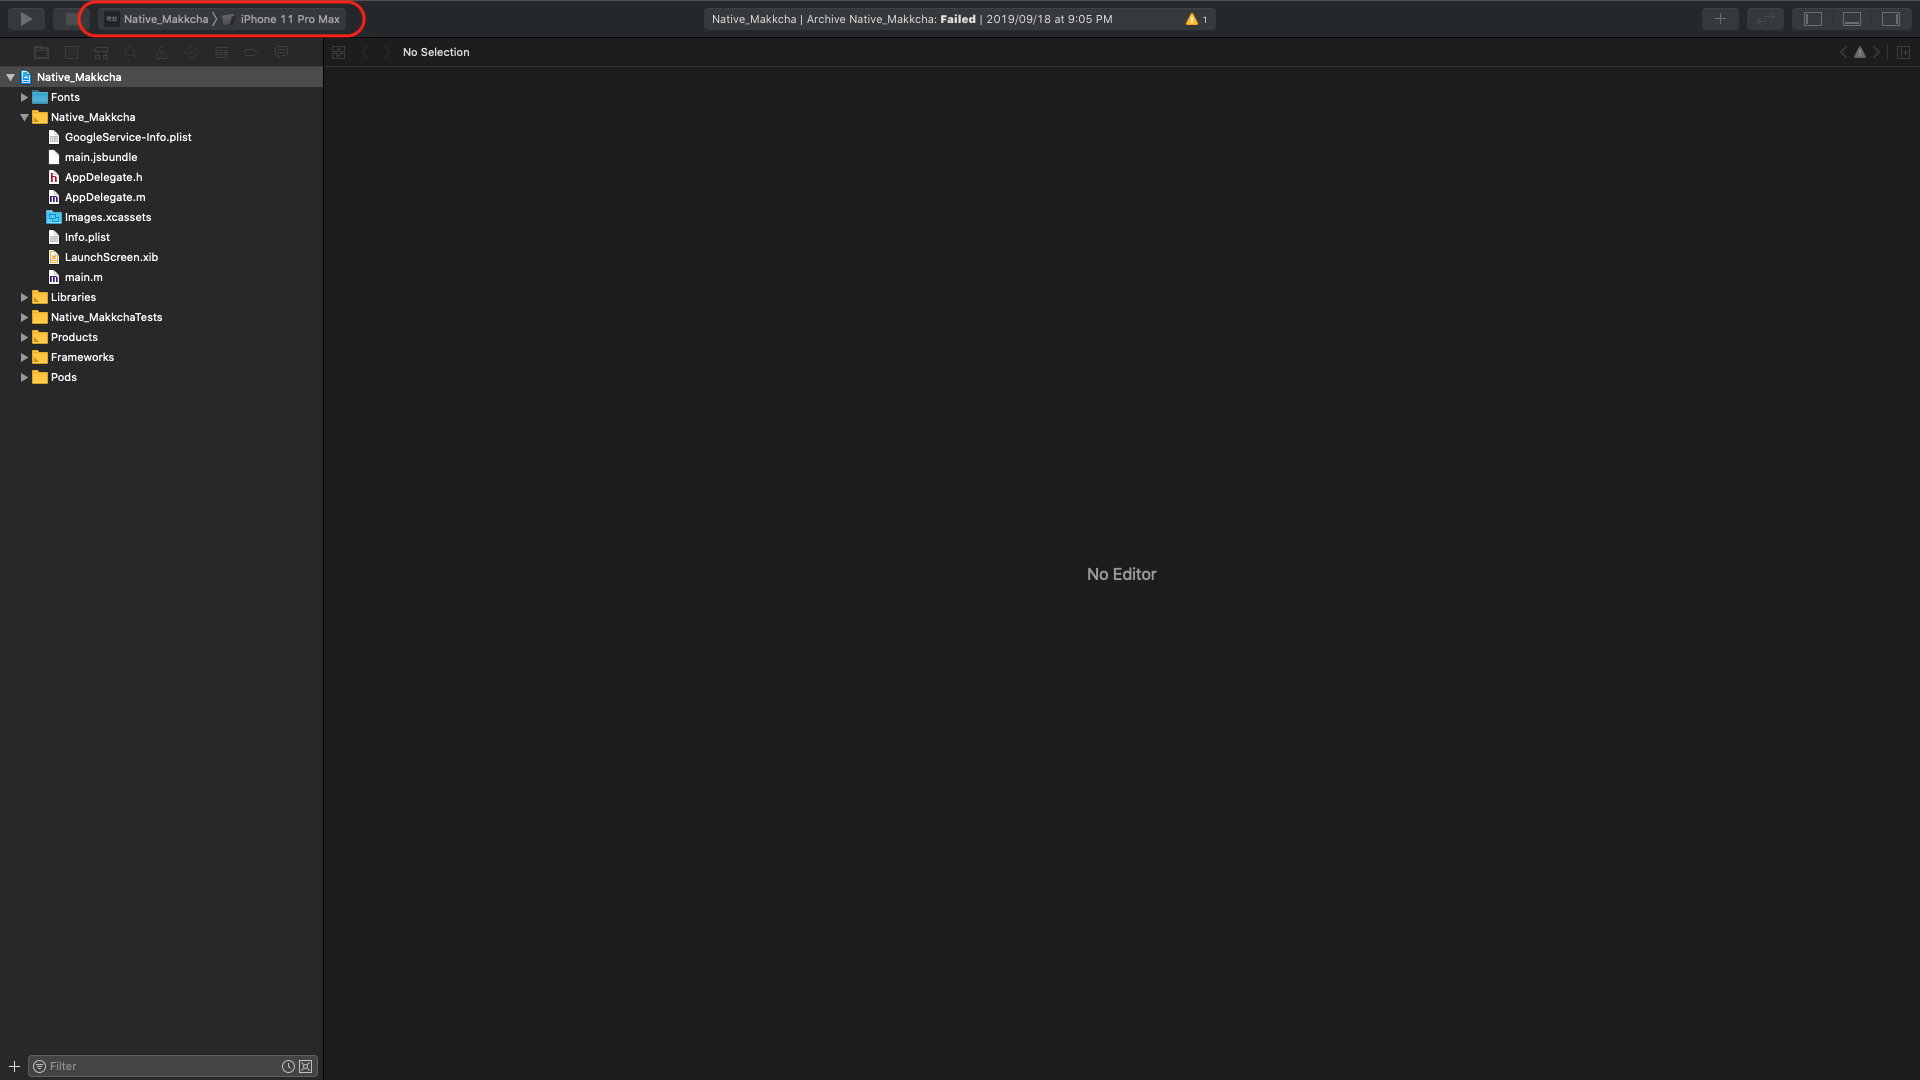 Native_Makkcha 〉 iPhone 11 Pro Max
Native_Makkcha | Archive Native_Makkcha: Failed | 2019/09/18 at 9:05 PM
1
No Selection
Native_Makkcha
Fonts
Native_Makkcha
GoogleService-Info.plist
main.jsbundle
h AppDelegate.h
m AppDelegate.m
Images.xcassets
Info.plist
LaunchScreen.xib
m main.m
Libraries
Native_MakkchaTests
Products
Frameworks
Pods
No Editor
Filter